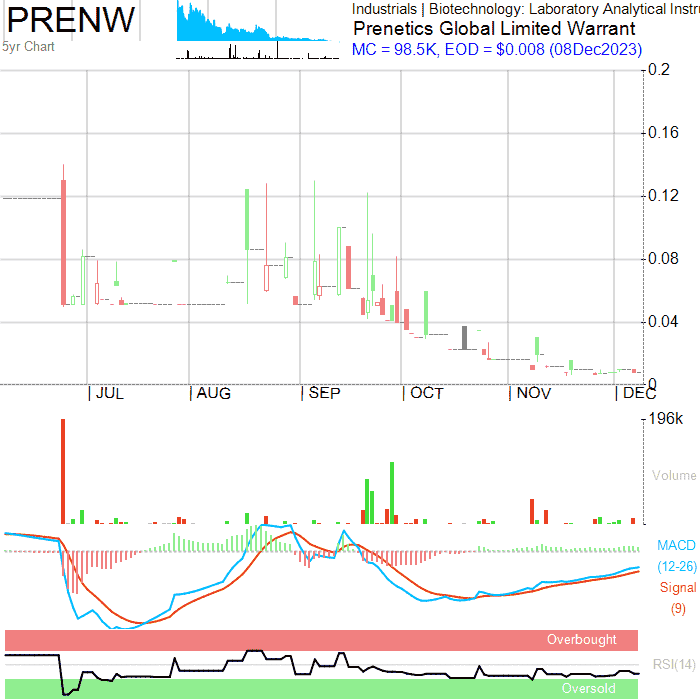 PRENW
5yr Chart
Industrials | Biotechnology: Laboratory Analytical Instru
Prenetics Global Limited Warrant
MC = 98.5K, EOD = $0.008 (08Dec2023)
0.2
0.16
0.12
0.08
0.04
0
JUL
AUG
SEP
OCT
NOV
DEC
196k
Volume
MACD
(12-26)
Signal
(9)
Overbought
RSI(14)
Oversold